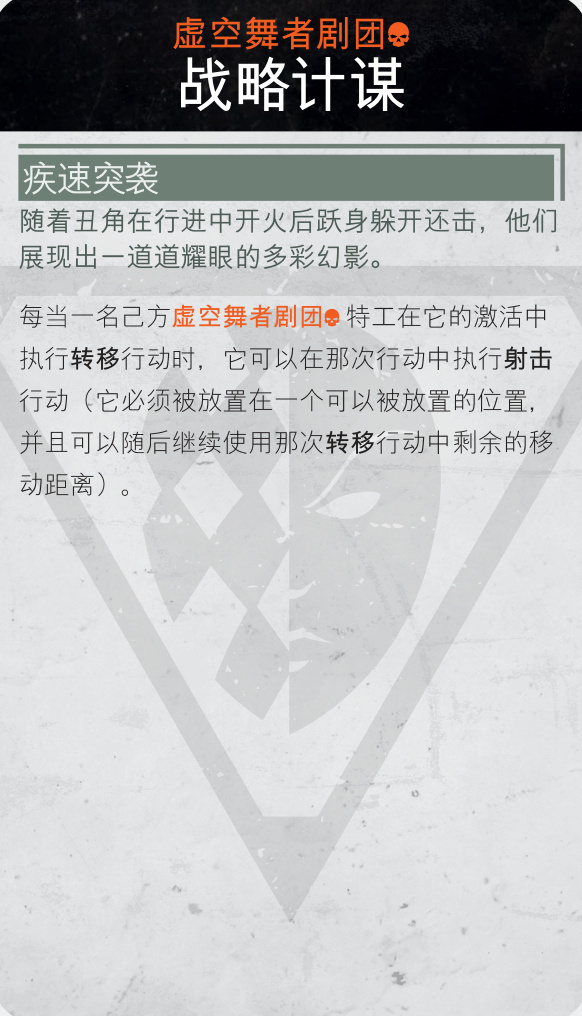 虚空舞者剧团
战略计谋
疾速突袭
随着丑角在行进中开火后跃身躲开还击，他们
展现出一道道耀眼的多彩幻影。
每当一名己方虚空舞者剧团特工在它的激活中
执行转移行动时，它可以在那次行动中执行射击
行动（它必须被放置在一个可以被放置的位置，
并且可以随后继续使用那次转移行动中剩余的移
动距离）。